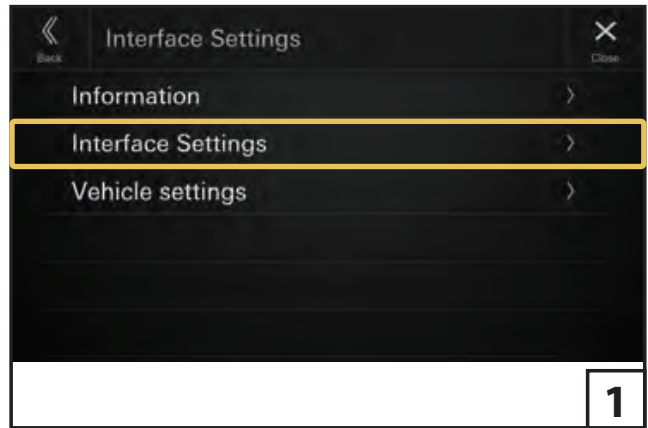 Interface Settings
Back
Close
Information
Interface Settings
Vehicle settings
1